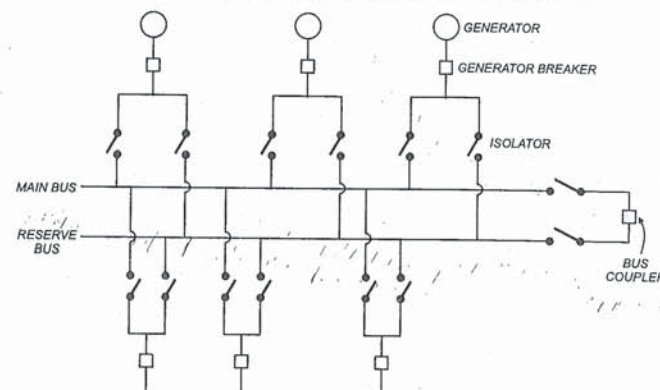 GENERATOR
GENERATOR BREAKER
ISOLATOR
MAIN BUS
RESERVE
BUS
BUS
COUPLER